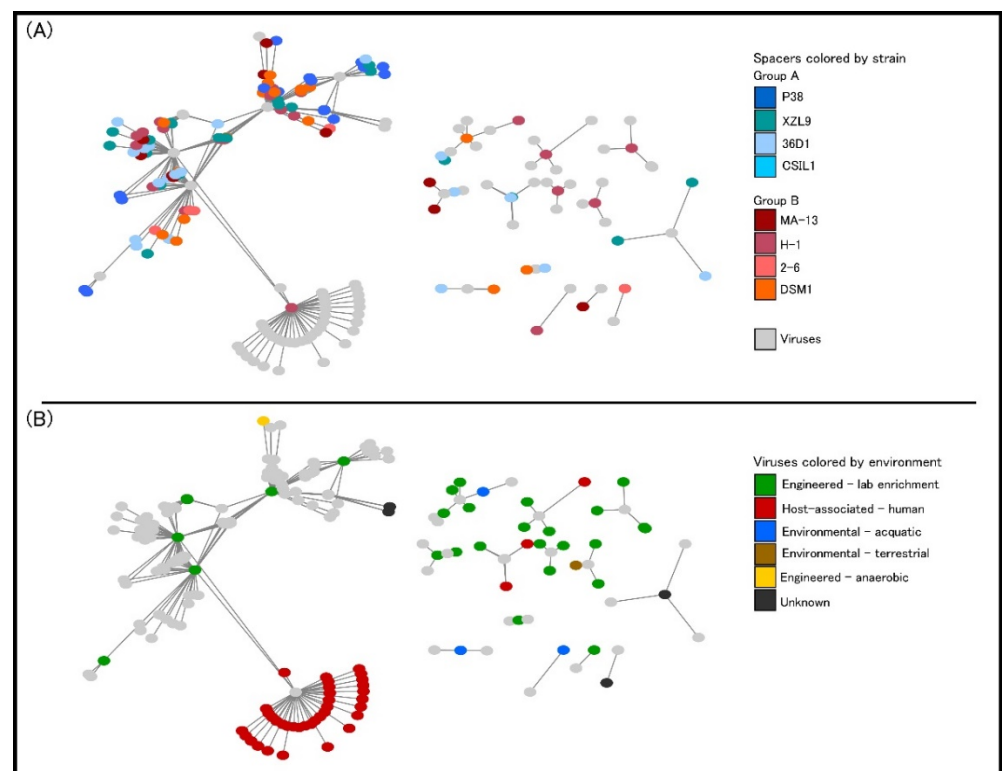 (A)
Spacers colored by strain
Group A
P38
XZL9
36D1
CSIL1
Group B
MA-13
H-1
2-6
DSM1
Viruses
(B)
Viruses colored by environment
Engineered - lab enrichment
Host-associated - human
Environmental - acquatic
Environmental - terrestrial
Engineered - anaerobic
Unknown